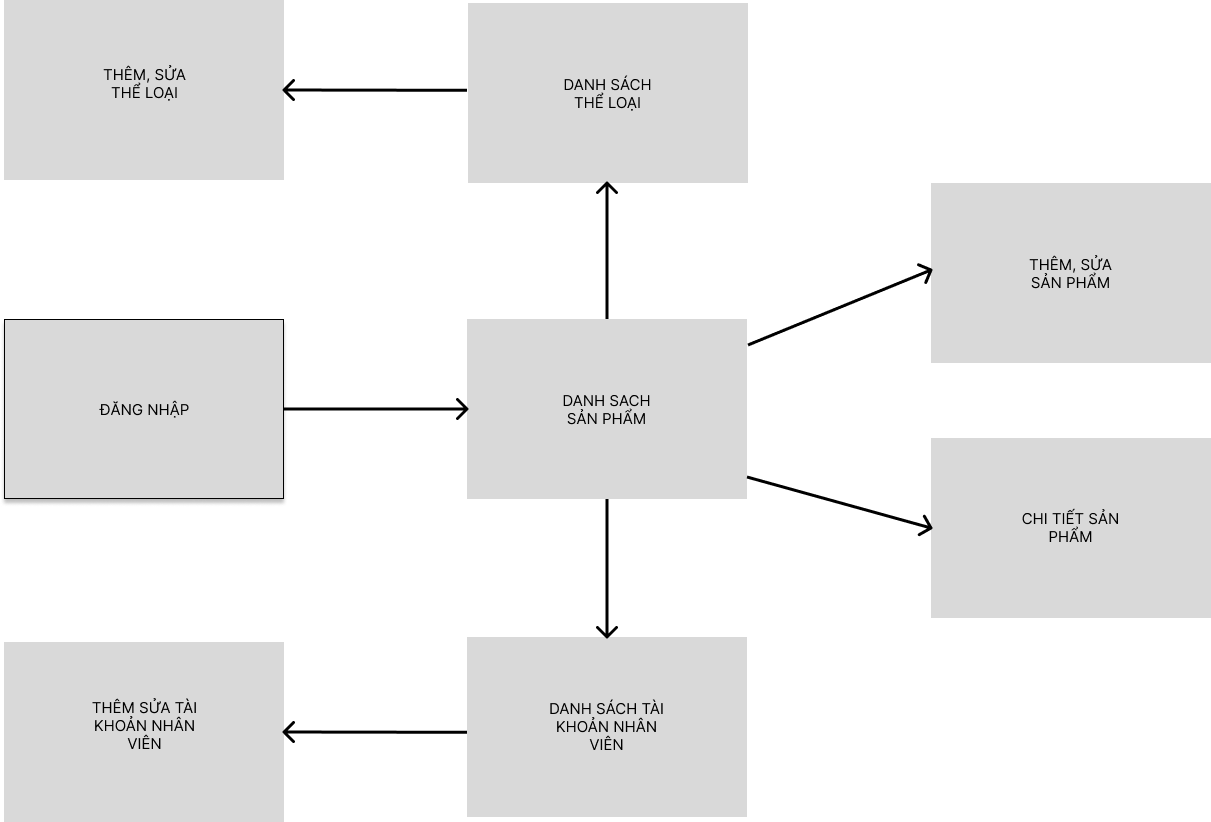 THÊM, SỬA
THỂ LOẠI
DANH SÁCH
THỂ LOẠI
THÊM, SỬA
SẢN PHẨM
ĐĂNG NHẬP
DANH SACH
SẢN PHẨM
CHI TIẾT SẢN
PHẨM
THÊM SỬA TÀI
KHOẢN NHÂN
VIÊN
DANH SÁCH TÀI
KHOẢN NHÂN
VIÊN